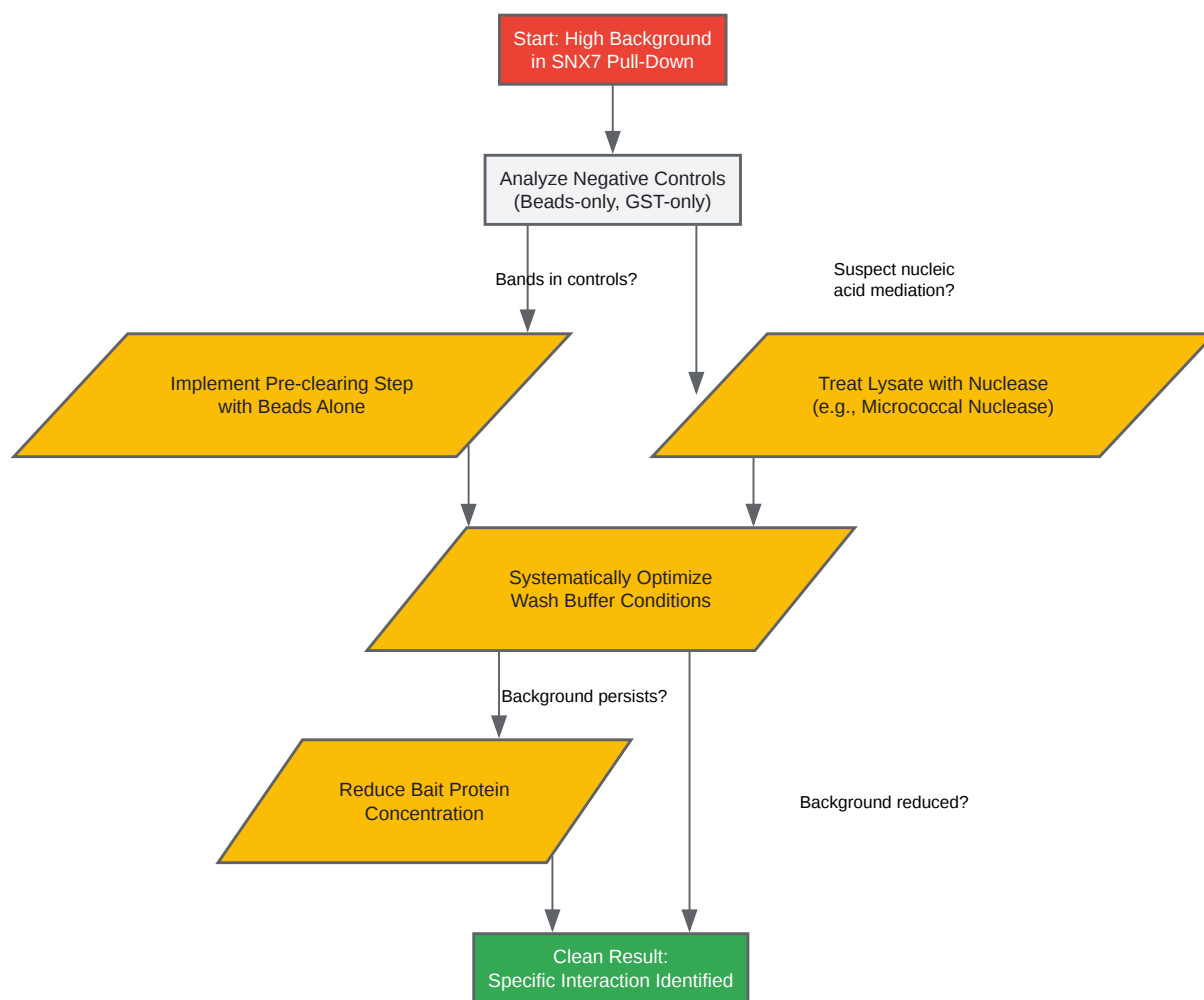 Start: High Background
in SNX7 Pull-Down
Analyze Negative Controls
(Beads-only, GST-only)
Bands in controls?
Suspect nucleic
acid mediation?
Implement Pre-clearing Step
with Beads Alone
Treat Lysate with Nuclease
(e.g., Micrococcal Nuclease)
Systematically Optimize
Wash Buffer Conditions
Background persists?
Reduce Bait Protein
Concentration
Background reduced?
Clean Result:
Specific Interaction Identified